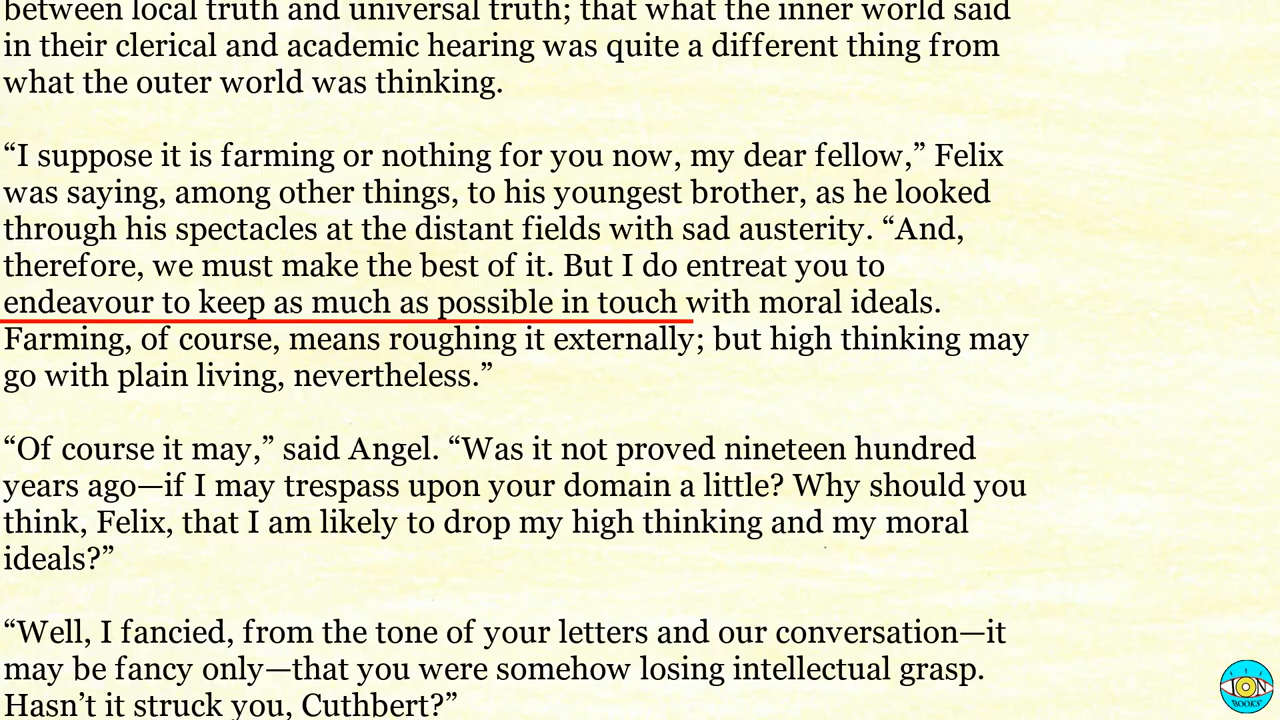 between local truth and universal truth; that what the inner world said
in their clerical and academic hearing was quite a different thing from
what the outer world was thinking.
“I suppose it is farming or nothing for you now, my dear fellow,” Felix
was saying, among other things, to his youngest brother, as he looked
through his spectacles at the distant fields with sad austerity. “And,
therefore, we must make the best of it. But I do entreat you to
endeavour to keep as much as possible in touch with moral ideals.
Farming, of course, means roughing it externally; but high thinking may
go with plain living, nevertheless.”
“Of course it may,” said Angel. “Was it not proved nineteen hundred
years ago—if I may trespass upon your domain a little? Why should you
think, Felix, that I am likely to drop my high thinking and my moral
ideals?”
“Well, I fancied, from the tone of your letters and our conversation—it
may be fancy only—that you were somehow losing intellectual grasp.
Hasn’t it struck you, Cuthbert?”
ION
BOOKS